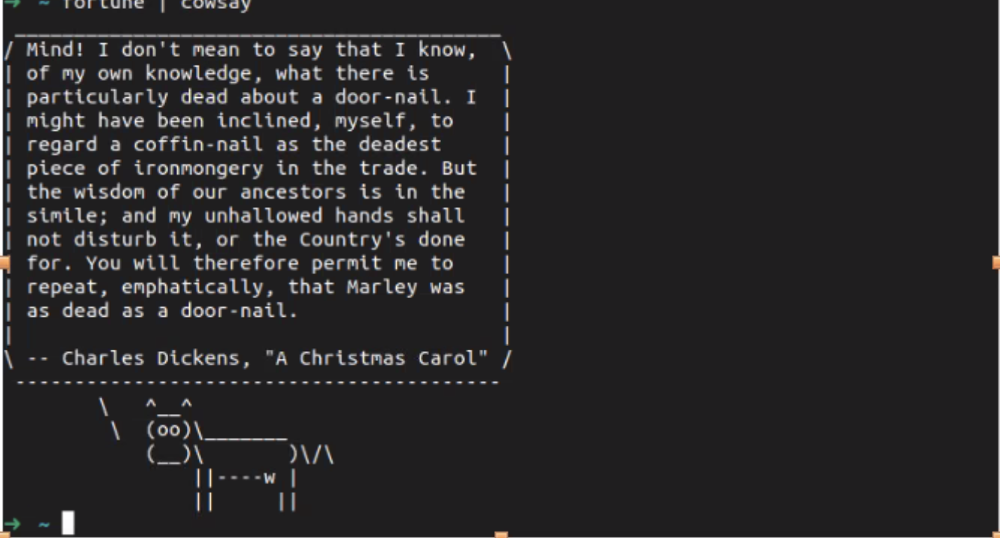 → ~ fortune | cowsay
 _________________________________________
/ Mind! I don't mean to say that I know,  \
| of my own knowledge, what there is      |
| particularly dead about a door-nail. I  |
| might have been inclined, myself, to    |
| regard a coffin-nail as the deadest     |
| piece of ironmongery in the trade. But  |
| the wisdom of our ancestors is in the   |
| simile; and my unhallowed hands shall   |
| not disturb it, or the Country's done   |
| for. You will therefore permit me to    |
| repeat, emphatically, that Marley was   |
| as dead as a door-nail.                 |
|                                         |
\ -- Charles Dickens, "A Christmas Carol" /
 -----------------------------------------
        \   ^__^
         \  (oo)\_______
            (__)\       )\/\
                ||----w |
                ||     ||
→ ~